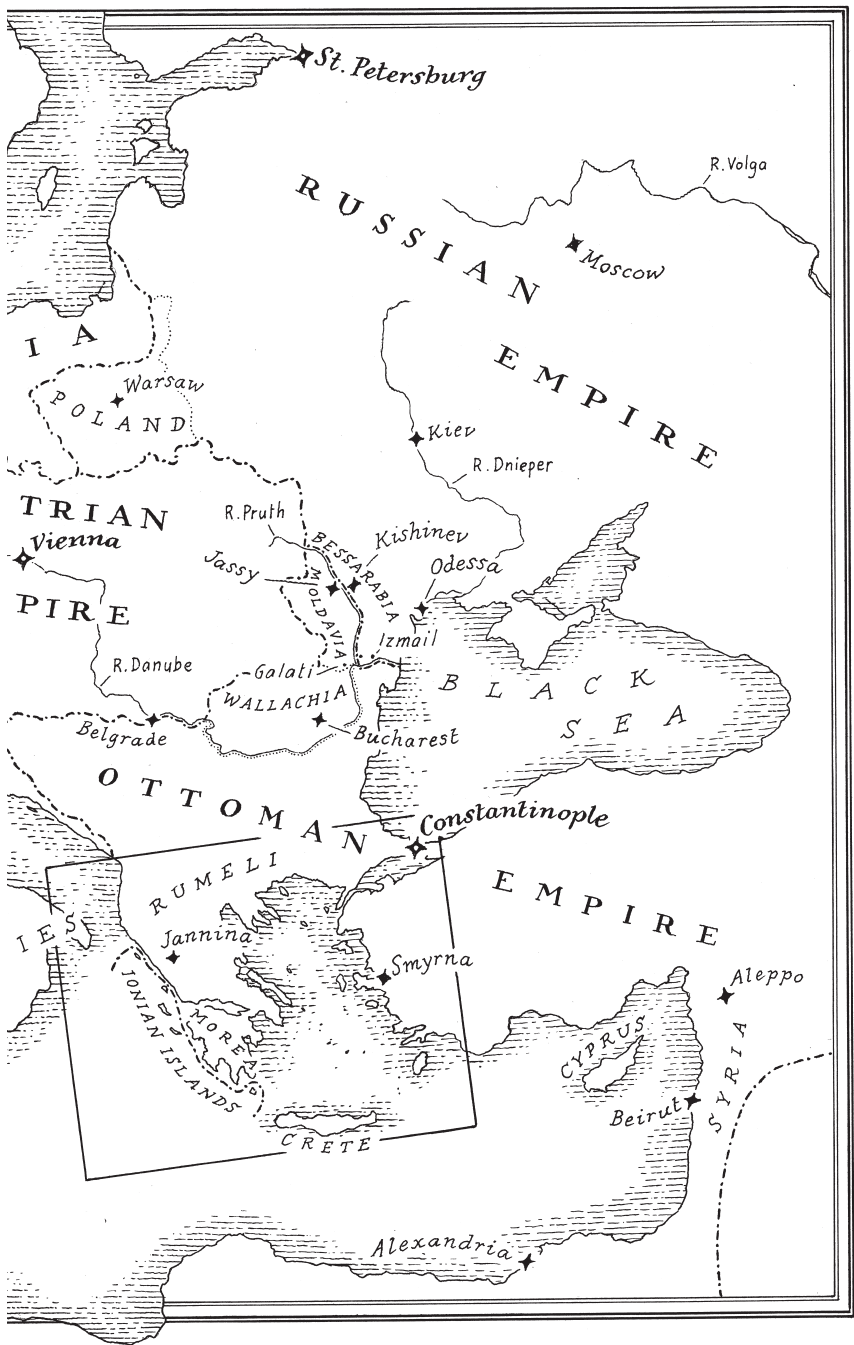 St. Petersburg
R. Volga
RUSSIAN
Moscow
IA
EMPIRE
Warsaw
POLAND
Kiev
R. Dnieper
TRIAN
R. Pruth
Vienna
BESSARABIA
Kishinev
Jassy
Odessa
MOLDAVIA
PIRE
Izmail
R. Danube
Galati
BLACK
WALLACHIA
SEA
Belgrade
Bucharest
OTTOMAN
Constantinople
RUMELI
EMPIRE
IES
Jannina
Smyrna
Aleppo
IONIAN ISLANDS
MOREA
CYPRUS
SYRIA
Beirut
CRETE
Alexandria